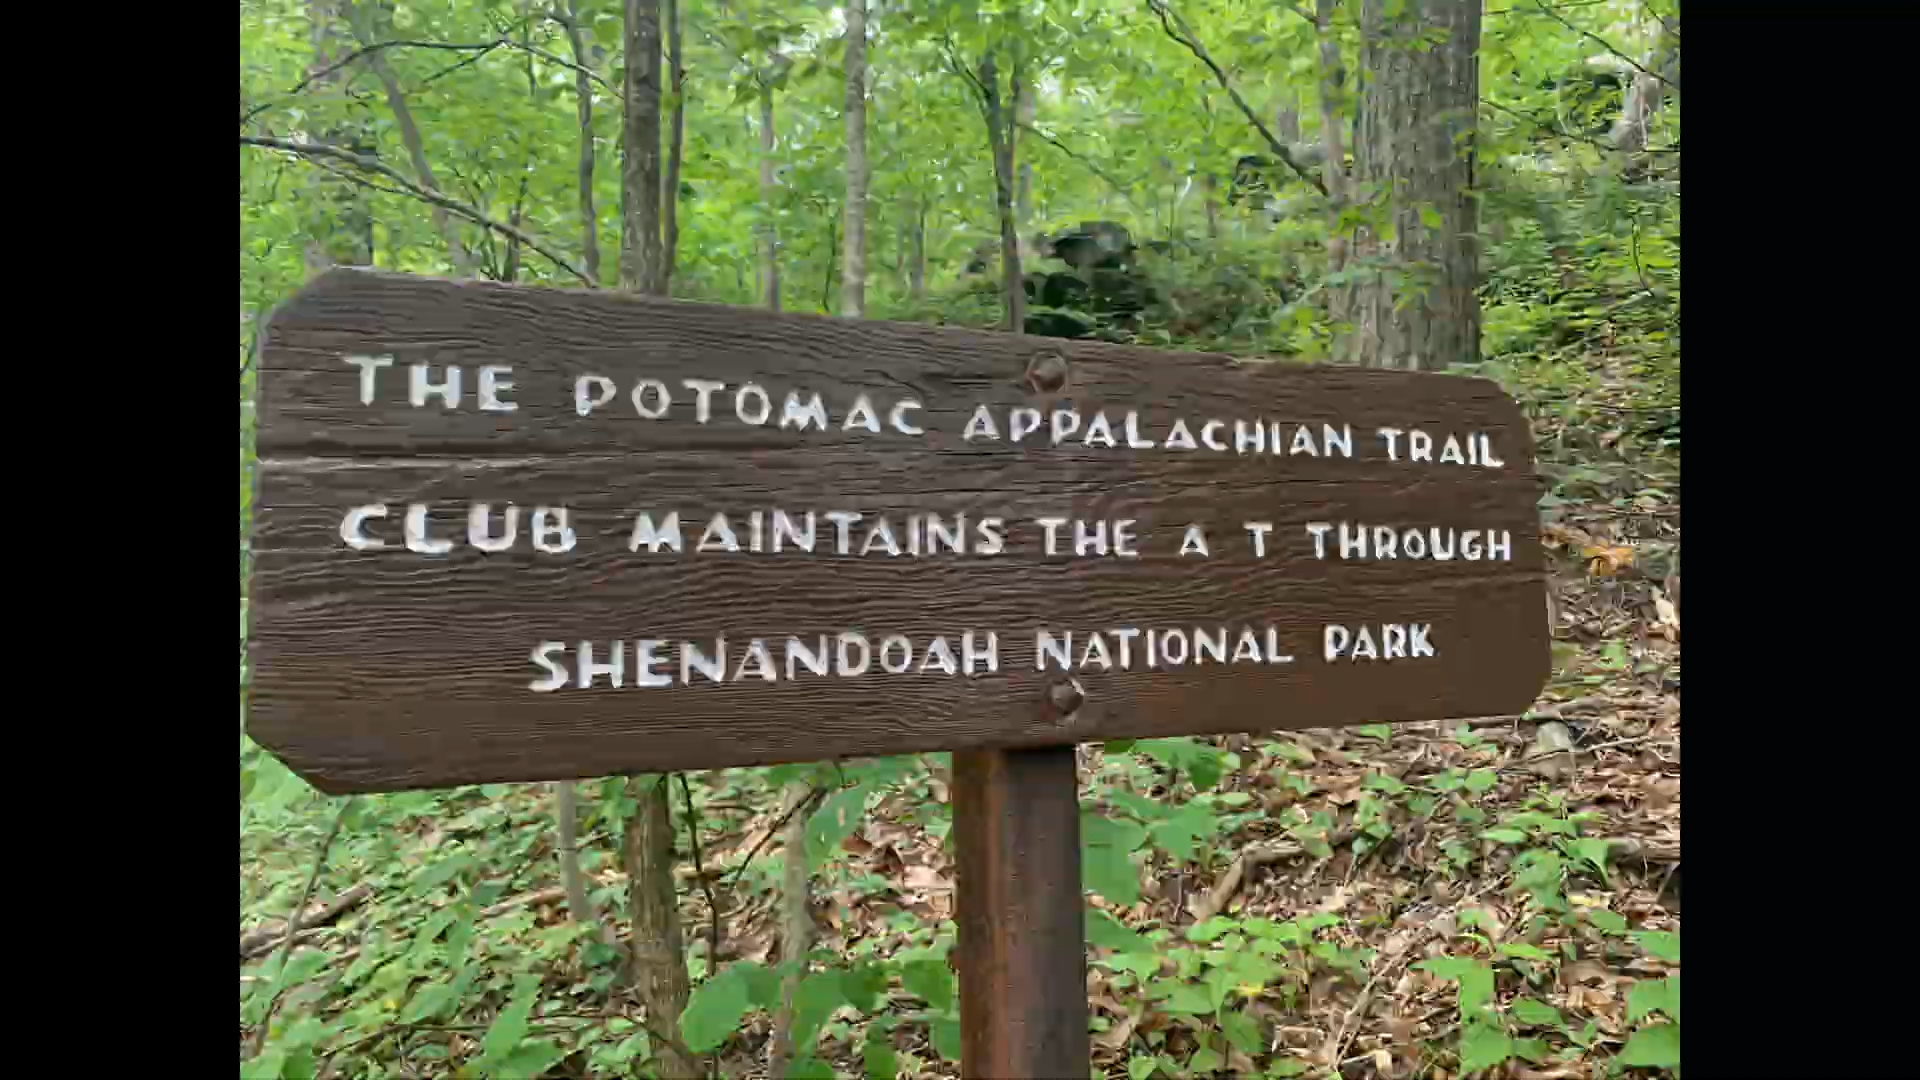 THE POTOMAC APPALACHIAN TRAIL
CLUB MAINTAINS THE A T THROUGH
SHENANDOAH NATIONAL PARK